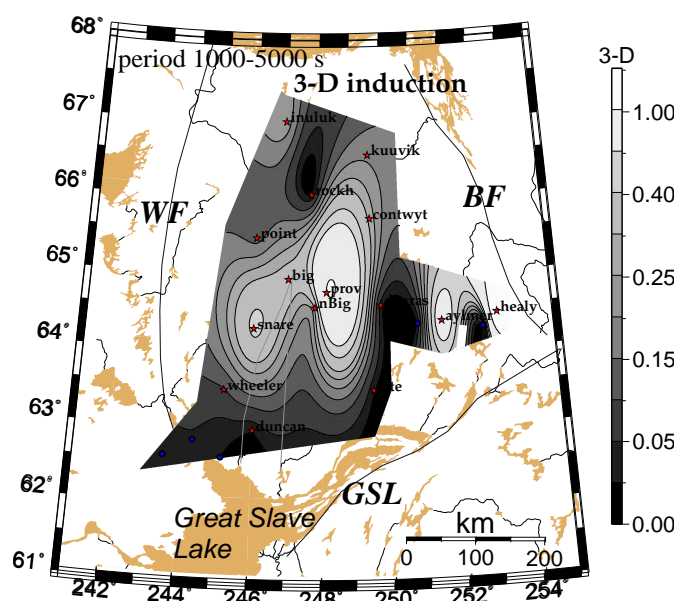 68°
period 1000-5000 s
3-D induction
3-D
67°
inuluk
1.00
kuuvik
66°
rockh
BF
0.40
WF
contwyt
point
65°
big
0.25
prov
nBig
ras
healy
aylmer
64°
snare
0.15
wheeler
te
63°
duncan
0.05
62°
GSL
Great Slave
Lake
km
0.00
61°
0 100 200
242° 244° 246° 248° 250° 252° 254°